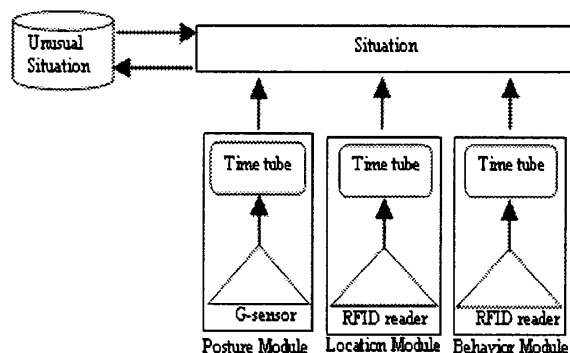 Unusual
Situation
Situation
Time tube
Time tube
Time tube
G-sensor
RFID reader
RFID reader
Posture Module
Location Module
Behavior Module